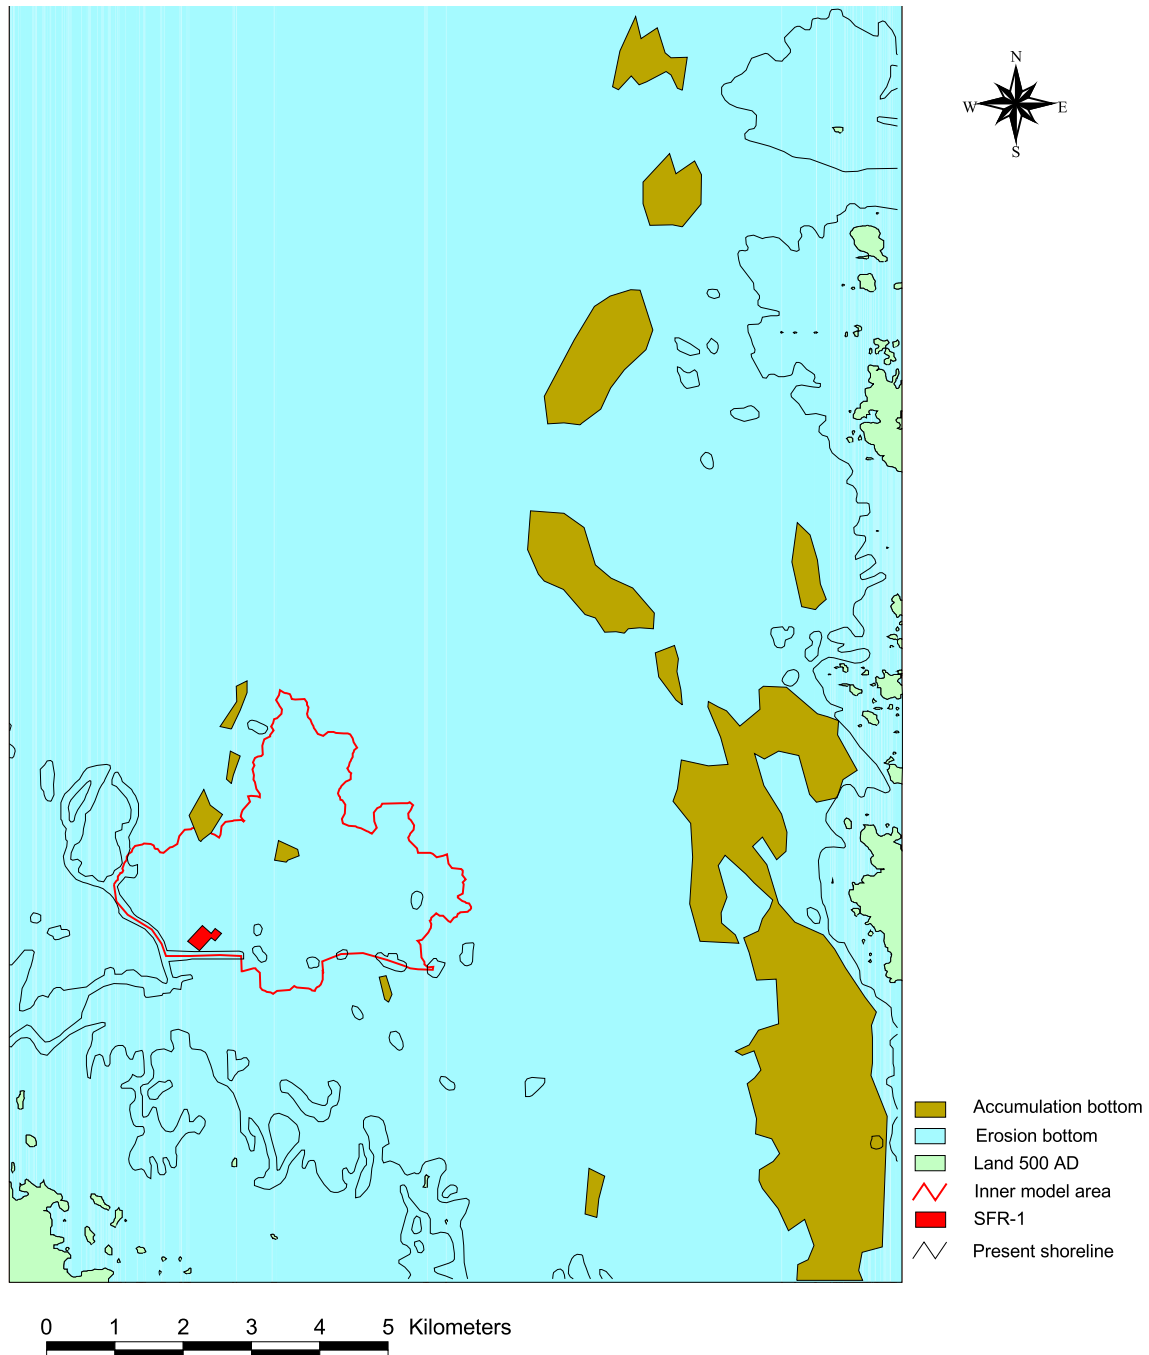 N
W E
S
Accumulation bottom
Erosion bottom
Land 500 AD
Inner model area
SFR-1
Present shoreline
0 1 2 3 4 5 Kilometers